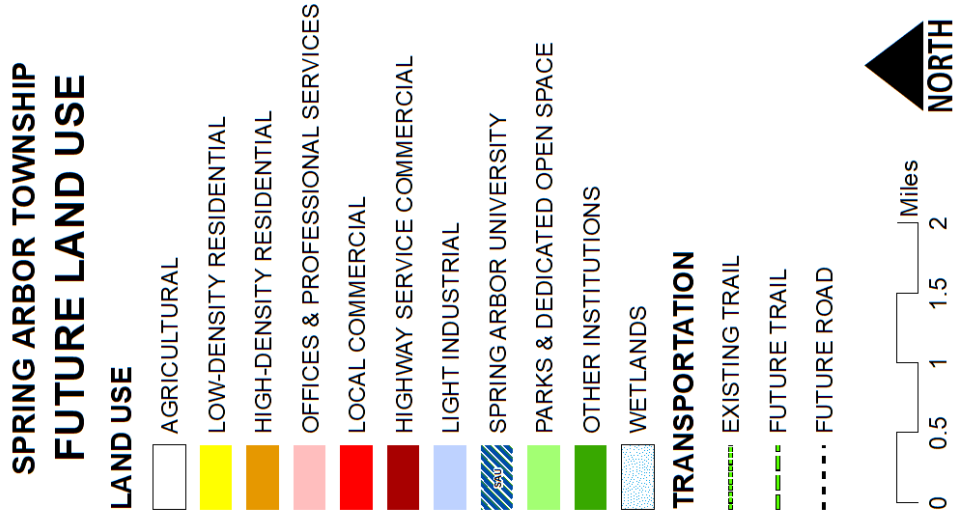 SPRING ARBOR TOWNSHIP
FUTURE LAND USE
LAND USE
AGRICULTURAL
LOW-DENSITY RESIDENTIAL
HIGH-DENSITY RESIDENTIAL
OFFICES & PROFESSIONAL SERVICES
LOCAL COMMERCIAL
HIGHWAY SERVICE COMMERCIAL
LIGHT INDUSTRIAL
SAU SPRING ARBOR UNIVERSITY
PARKS & DEDICATED OPEN SPACE
OTHER INSTITUTIONS
WETLANDS
TRANSPORTATION
EXISTING TRAIL
FUTURE TRAIL
FUTURE ROAD
Miles
0 0.5 1 1.5 2
NORTH